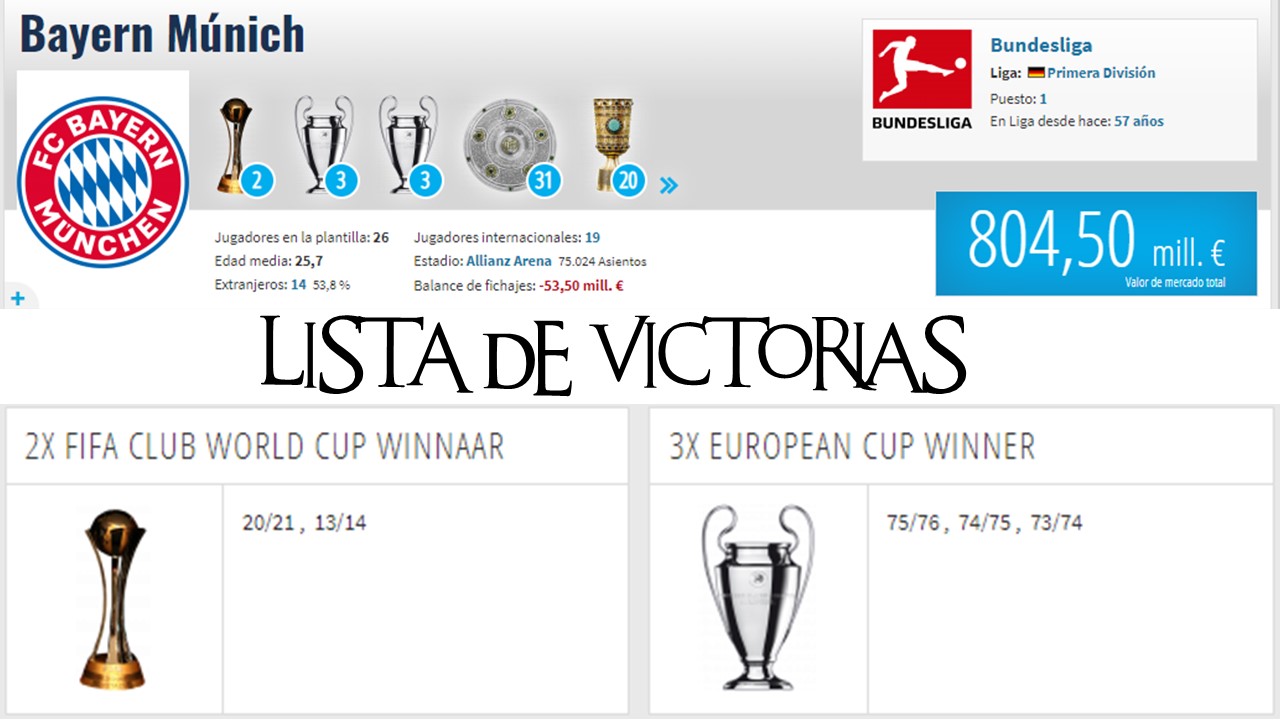 Bayern Múnich
FC BAYERN
MÜNCHEN
2
3
3
31
20
»
Jugadores en la plantilla: 26
Edad media: 25,7
Extranjeros: 14 53,8 %
Jugadores internacionales: 19
Estadio: Allianz Arena 75.024 Asientos
Balance de fichajes: -53,50 mill. €
+
BUNDESLIGA
Bundesliga
Liga: Primera División
Puesto: 1
En Liga desde hace: 57 años
804,50 mill. €
Valor de mercado total
LISTA DE VICTORIAS
2X FIFA CLUB WORLD CUP WINNAAR
20/21 , 13/14
3X EUROPEAN CUP WINNER
75/76 , 74/75 , 73/74